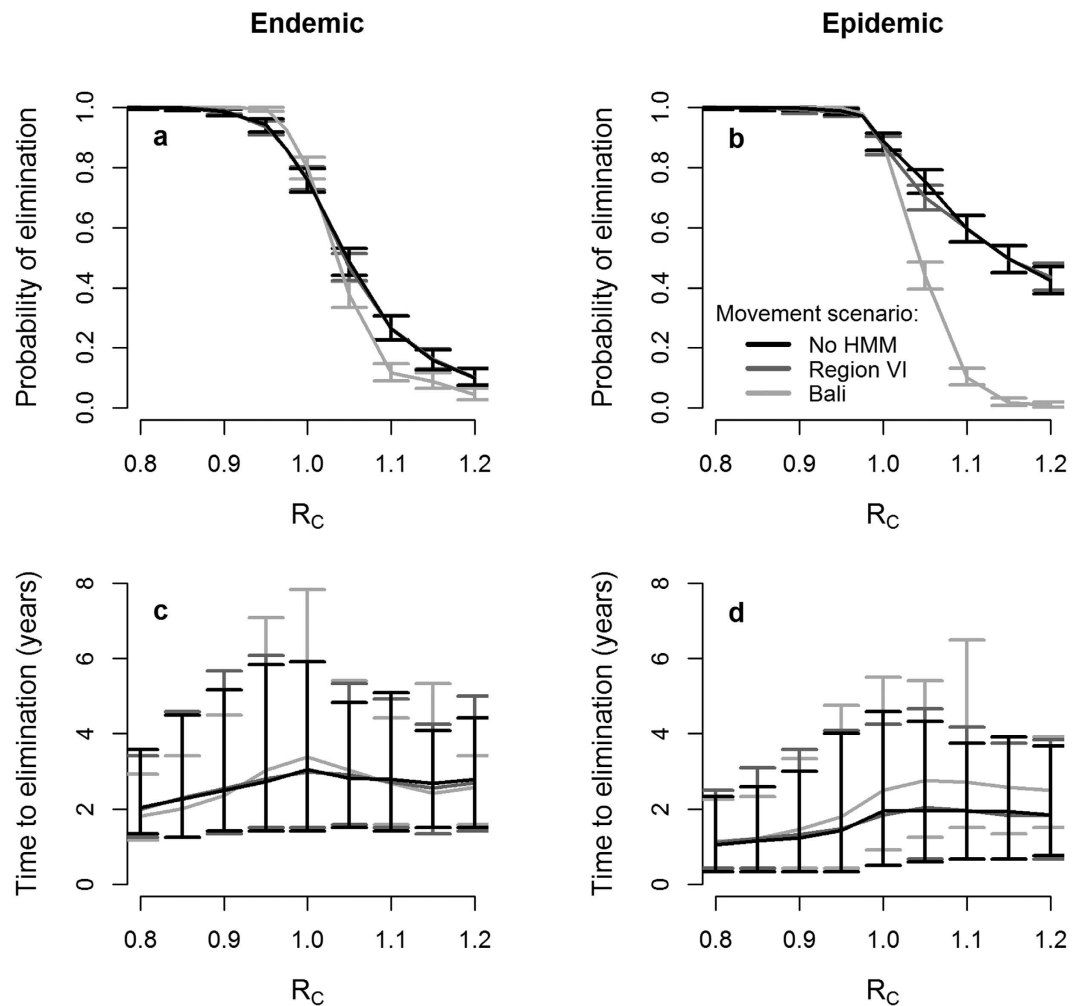 Endemic
Epidemic
a
Probability of elimination
0.0 0.2 0.4 0.6 0.8 1.0
0.8 0.9 1.0 1.1 1.2
RC
b
Probability of elimination
0.0 0.2 0.4 0.6 0.8 1.0
Movement scenario:
No HMM
Region VI
Bali
0.8 0.9 1.0 1.1 1.2
RC
c
Time to elimination (years)
0 2 4 6 8
0.8 0.9 1.0 1.1 1.2
RC
d
Time to elimination (years)
0 2 4 6 8
0.8 0.9 1.0 1.1 1.2
RC